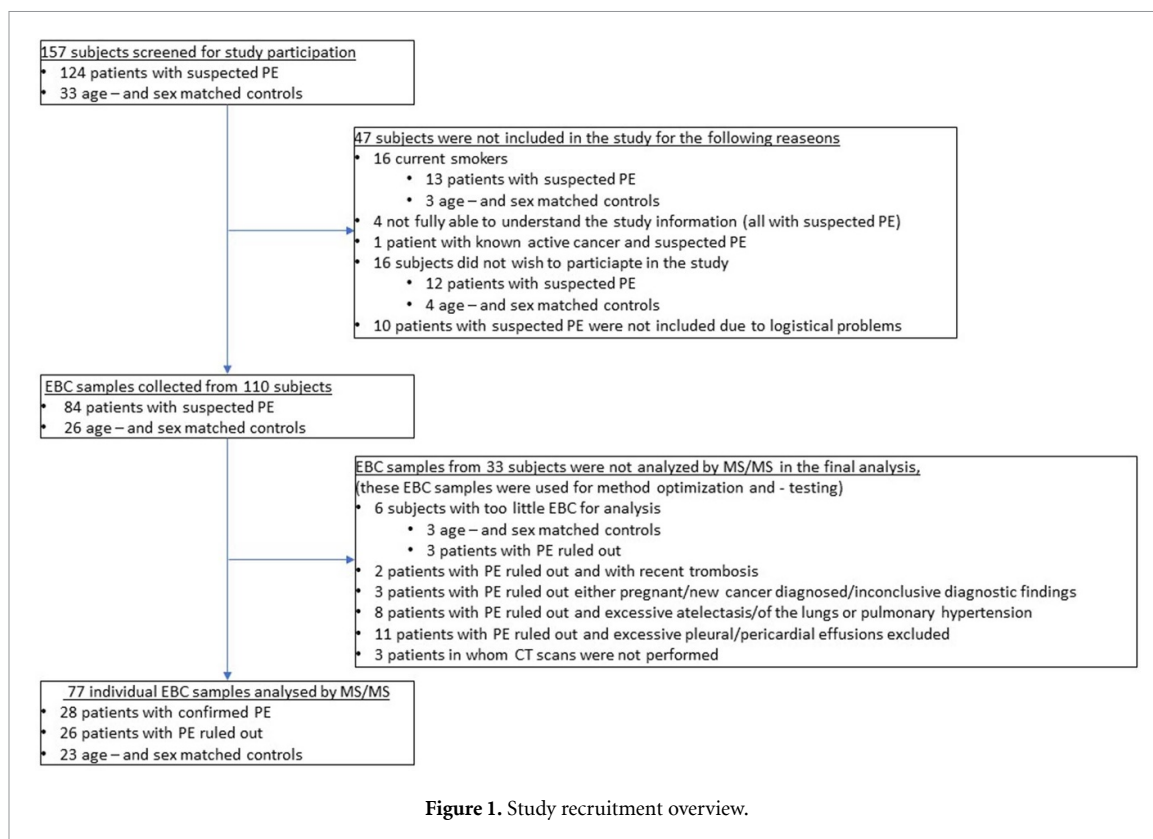 157 subjects screened for study participation
• 124 patients with suspected PE
• 33 age – and sex matched controls
47 subjects were not included in the study for the following reaseons
• 16 current smokers
• 13 patients with suspected PE
• 3 age – and sex matched controls
• 4 not fully able to understand the study information (all with suspected PE)
• 1 patient with known active cancer and suspected PE
• 16 subjects did not wish to particiapte in the study
• 12 patients with suspected PE
• 4 age – and sex matched controls
• 10 patients with suspected PE were not included due to logistical problems
EBC samples collected from 110 subjects
• 84 patients with suspected PE
• 26 age – and sex matched controls
EBC samples from 33 subjects were not analyzed by MS/MS in the final analysis,
(these EBC samples were used for method optimization and - testing)
• 6 subjects with too little EBC for analysis
• 3 age – and sex matched controls
• 3 patients with PE ruled out
• 2 patients with PE ruled out and with recent trombosis
• 3 patients with PE ruled out either pregnant/new cancer diagnosed/inconclusive diagnostic findings
• 8 patients with PE ruled out and excessive atelectasis/of the lungs or pulmonary hypertension
• 11 patients with PE ruled out and excessive pleural/pericardial effusions excluded
• 3 patients in whom CT scans were not performed
77 individual EBC samples analysed by MS/MS
• 28 patients with confirmed PE
• 26 patients with PE ruled out
• 23 age – and sex matched controls
Figure 1. Study recruitment overview.